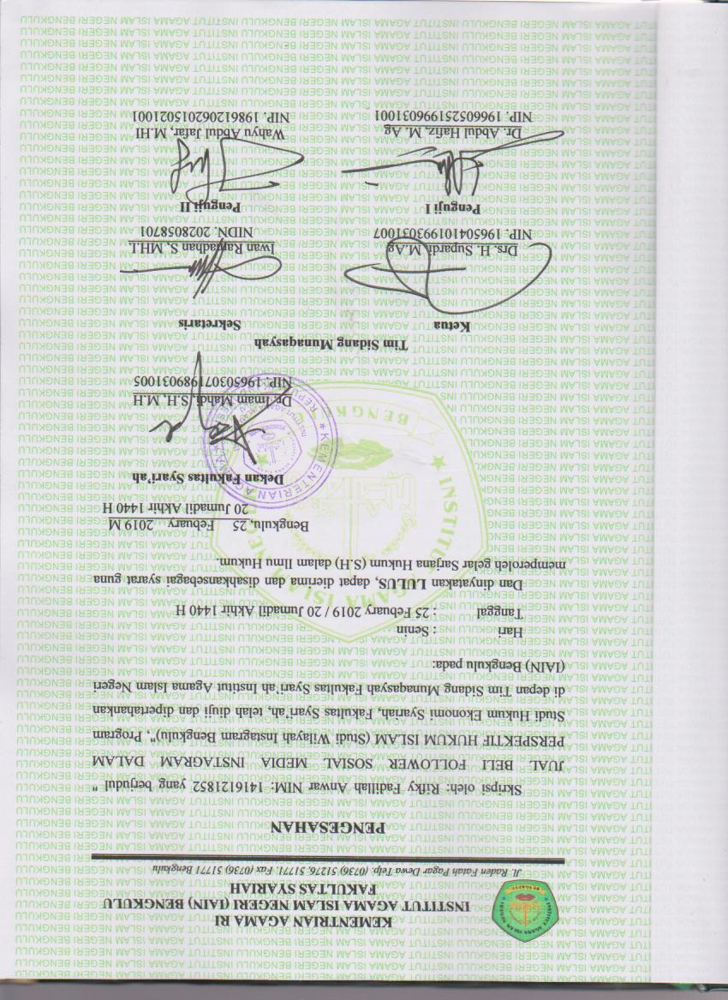 KEMENTRIAN AGAMA RI
INSTITUT AGAMA ISLAM NEGERI (IAIN) BENGKULU
FAKULTAS SYARIAH
Jl. Raden Fatah Pagar Dewa Telp. (0736) 51276, 51771, Fax (0736) 51771 Bengkulu
PENGESAHAN
Skripsi oleh: Rifky Fadillah Anwar NIM: 1416121852 yang berjudul "
JUAL BELI FOLLOWER SOSIAL MEDIA INSTAGRAM DALAM
PERSPEKTIF HUKUM ISLAM (Studi Wilayah Instagram Bengkulu)", Program
Studi Hukum Ekonomi Syariah, Fakultas Syari'ah, telah diuji dan dipertahankan
di depan Tim Sidang Munaqasyah Fakultas Syari'ah Institut Agama Islam Negeri
(IAIN) Bengkulu pada:
Hari : Senin
Tanggal : 25 Febuary 2019 / 20 Jumadil Akhir 1440 H
Dan dinyatakan LULUS, dapat dierima dan disahkansebagai syarat guna
memperoleh gelar Sarjana Hukum (S.H) dalam Ilmu Hukum.
Bengkulu, 25 Febuary 2019 M
20 Jumadil Akhir 1440 H
Dekan Fakultas Syari'ah
Dr. Imam Mahdi, S.H, M.H
NIP. 196503071989031005
Tim Sidang Munaqasyah
Ketua Sekretaris
Drs. H. Supardi, M.Ag Iwan Ramadhan S, MH.I
NIP. 196504101993031007 NIDN. 2028058701
Penguji I Penguji II
Dr. Abdul Hafiz, M. Ag Wahyu Abdul Jafar, M.HI
NIP. 196605251996031001 NIP. 198612062015021001